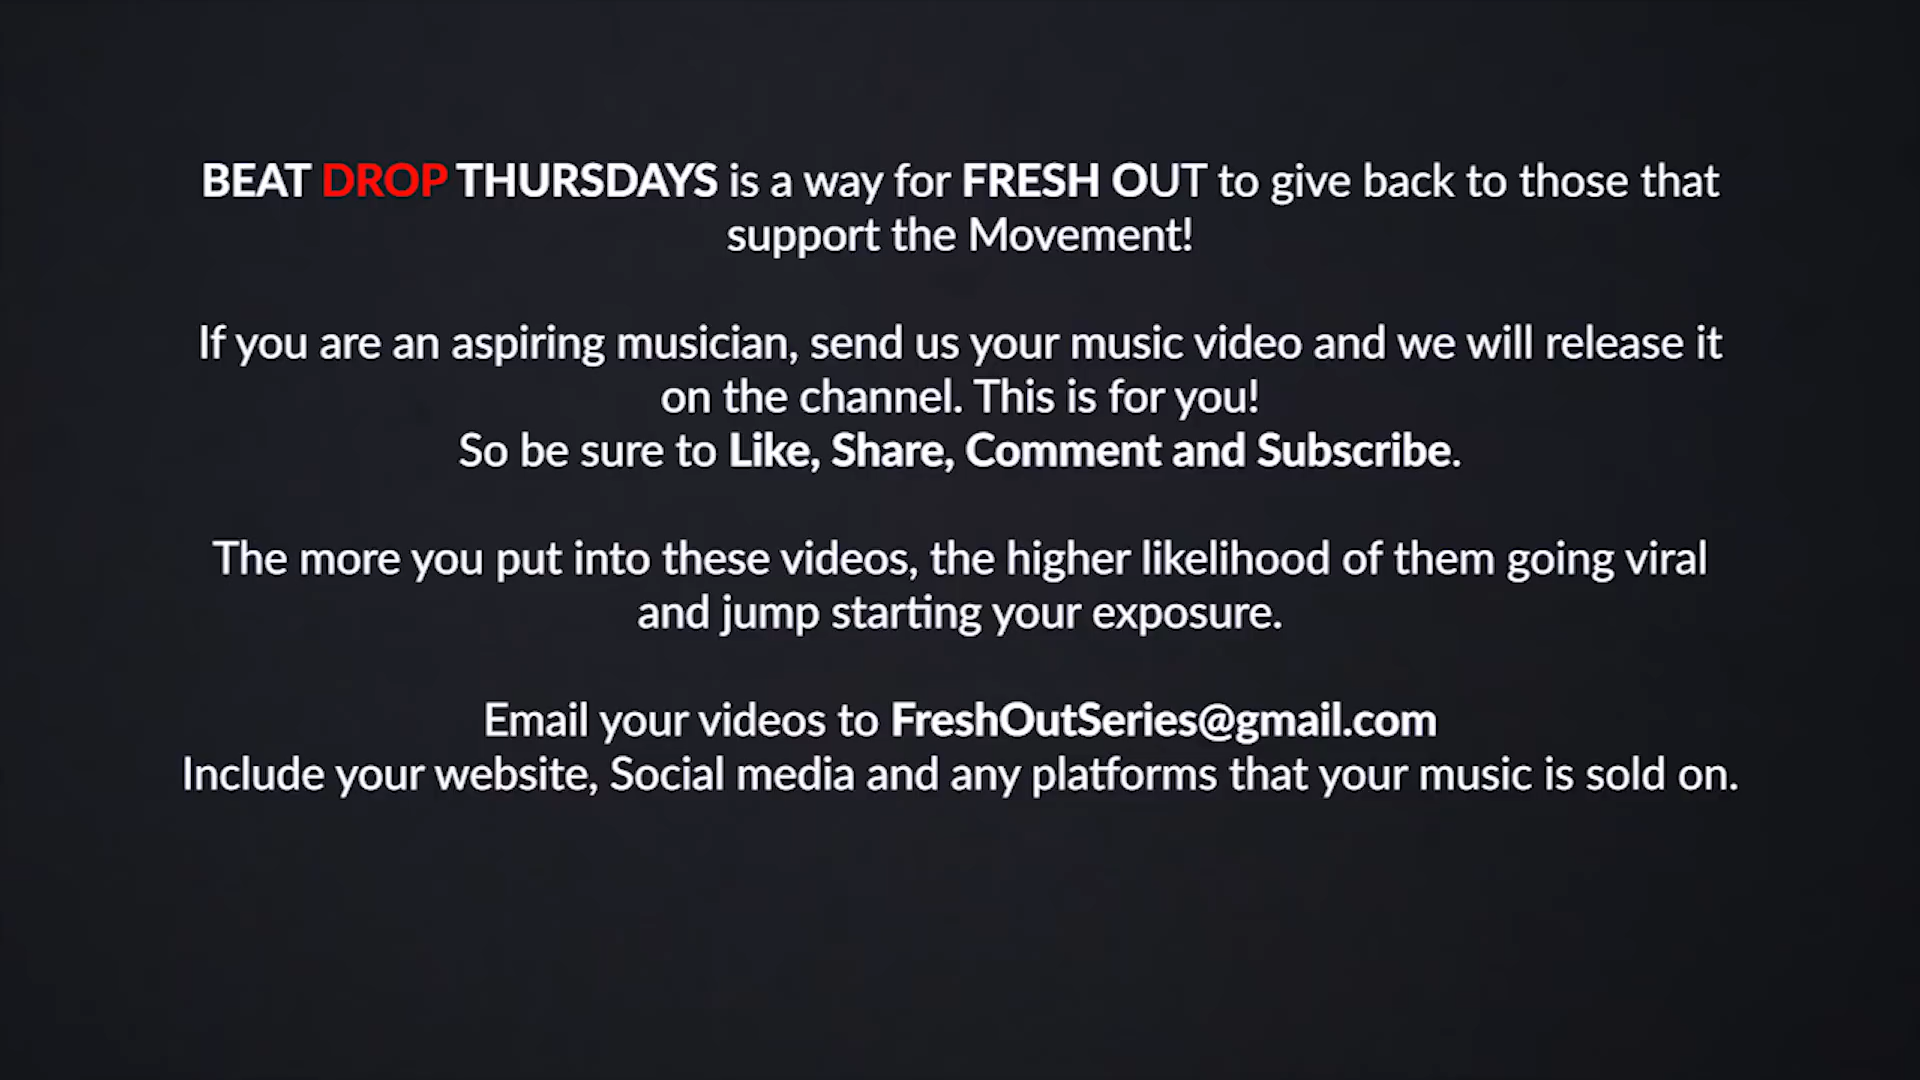 BEAT DROP THURSDAYS is a way for FRESH OUT to give back to those that
support the Movement!
If you are an aspiring musician, send us your music video and we will release it
on the channel. This is for you!
So be sure to Like, Share, Comment and Subscribe.
The more you put into these videos, the higher likelihood of them going viral
and jump starting your exposure.
Email your videos to FreshOutSeries@gmail.com
Include your website, Social media and any platforms that your music is sold on.